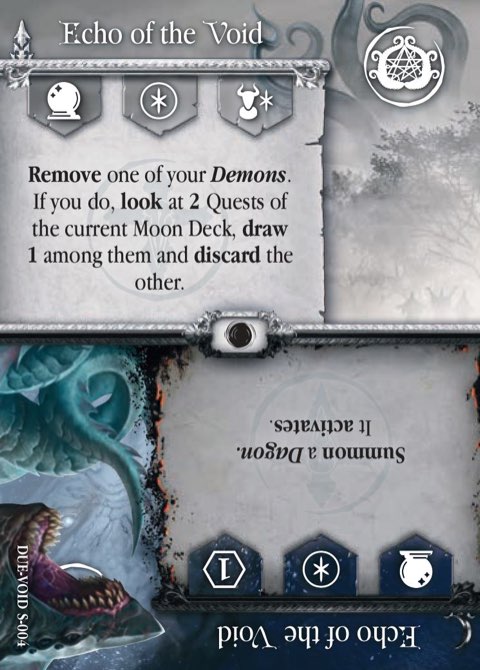 Echo of the Void
Remove one of your Demons.
If you do, look at 2 Quests of
the current Moon Deck, draw
1 among them and discard the
other.
Echo of the Void
1
Summon a Dagon.
It activates.
DUE-VOID S-004